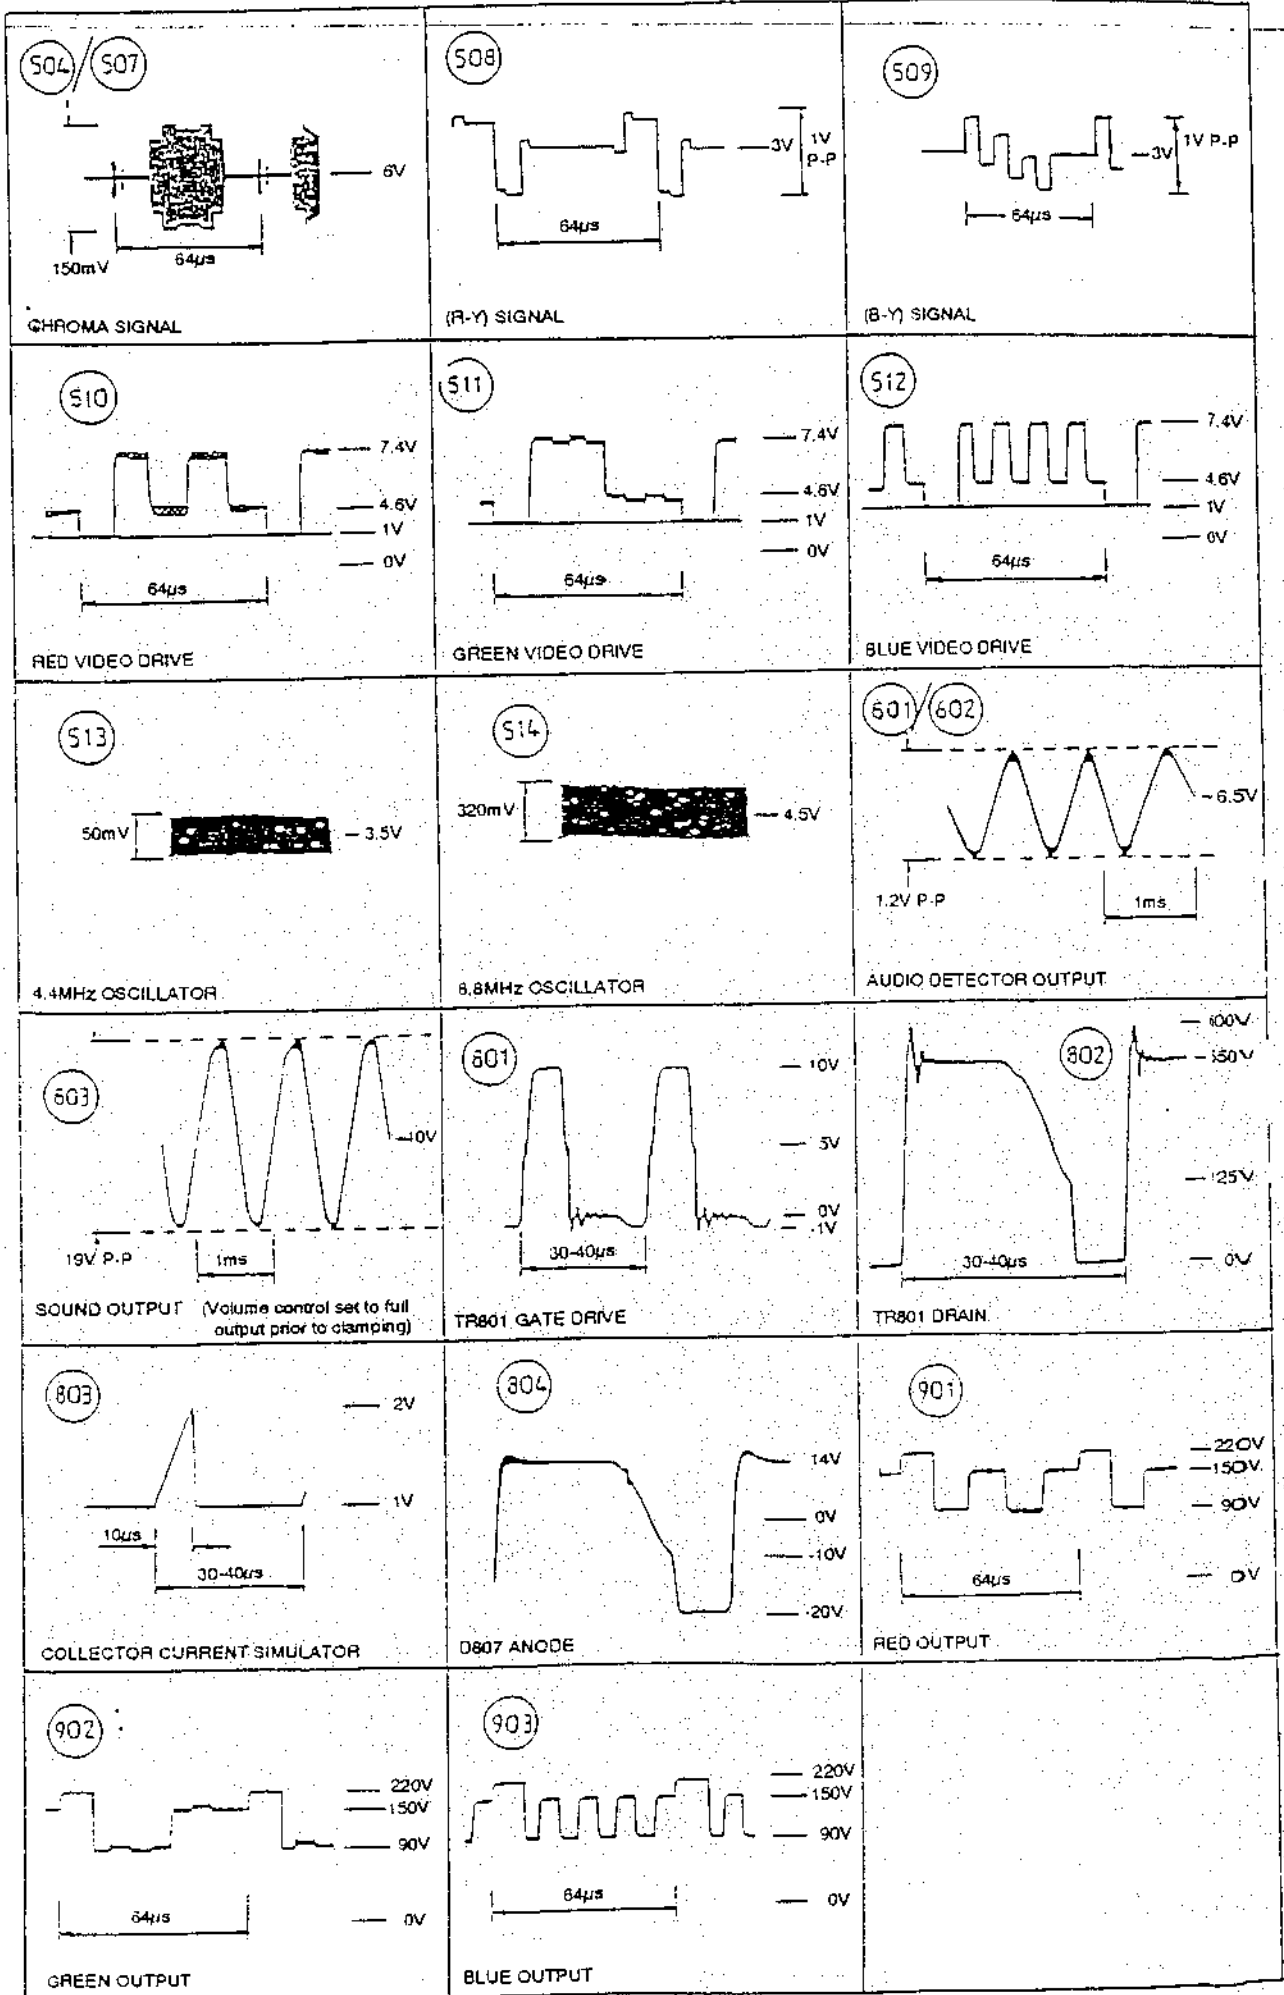 504/507
6V
150mV
64µs
CHROMA SIGNAL
508
3V
1V
P-P
64µs
(R-Y) SIGNAL
509
3V
1V P-P
64µs
(B-Y) SIGNAL
510
7.4V
4.6V
1V
0V
64µs
RED VIDEO DRIVE
511
7.4V
4.6V
1V
0V
64µs
GREEN VIDEO DRIVE
512
7.4V
4.6V
1V
0V
64µs
BLUE VIDEO DRIVE
513
50mV
3.5V
4.4MHz OSCILLATOR
514
320mV
4.5V
8.8MHz OSCILLATOR
601/602
6.5V
1.2V P-P
1ms
AUDIO DETECTOR OUTPUT
603
0V
19V P-P
1ms
SOUND OUTPUT (Volume control set to full
output prior to clamping)
801
10V
5V
0V
-1V
30-40µs
TR801 GATE DRIVE
802
0V
30-40µs
TR801 DRAIN
803
2V
1V
10µs
30-40µs
COLLECTOR CURRENT SIMULATOR
804
14V
0V
-10V
-20V
D807 ANODE
901
220V
150V
90V
0V
64µs
RED OUTPUT
902
220V
150V
90V
0V
64µs
GREEN OUTPUT
903
220V
150V
90V
0V
64µs
BLUE OUTPUT